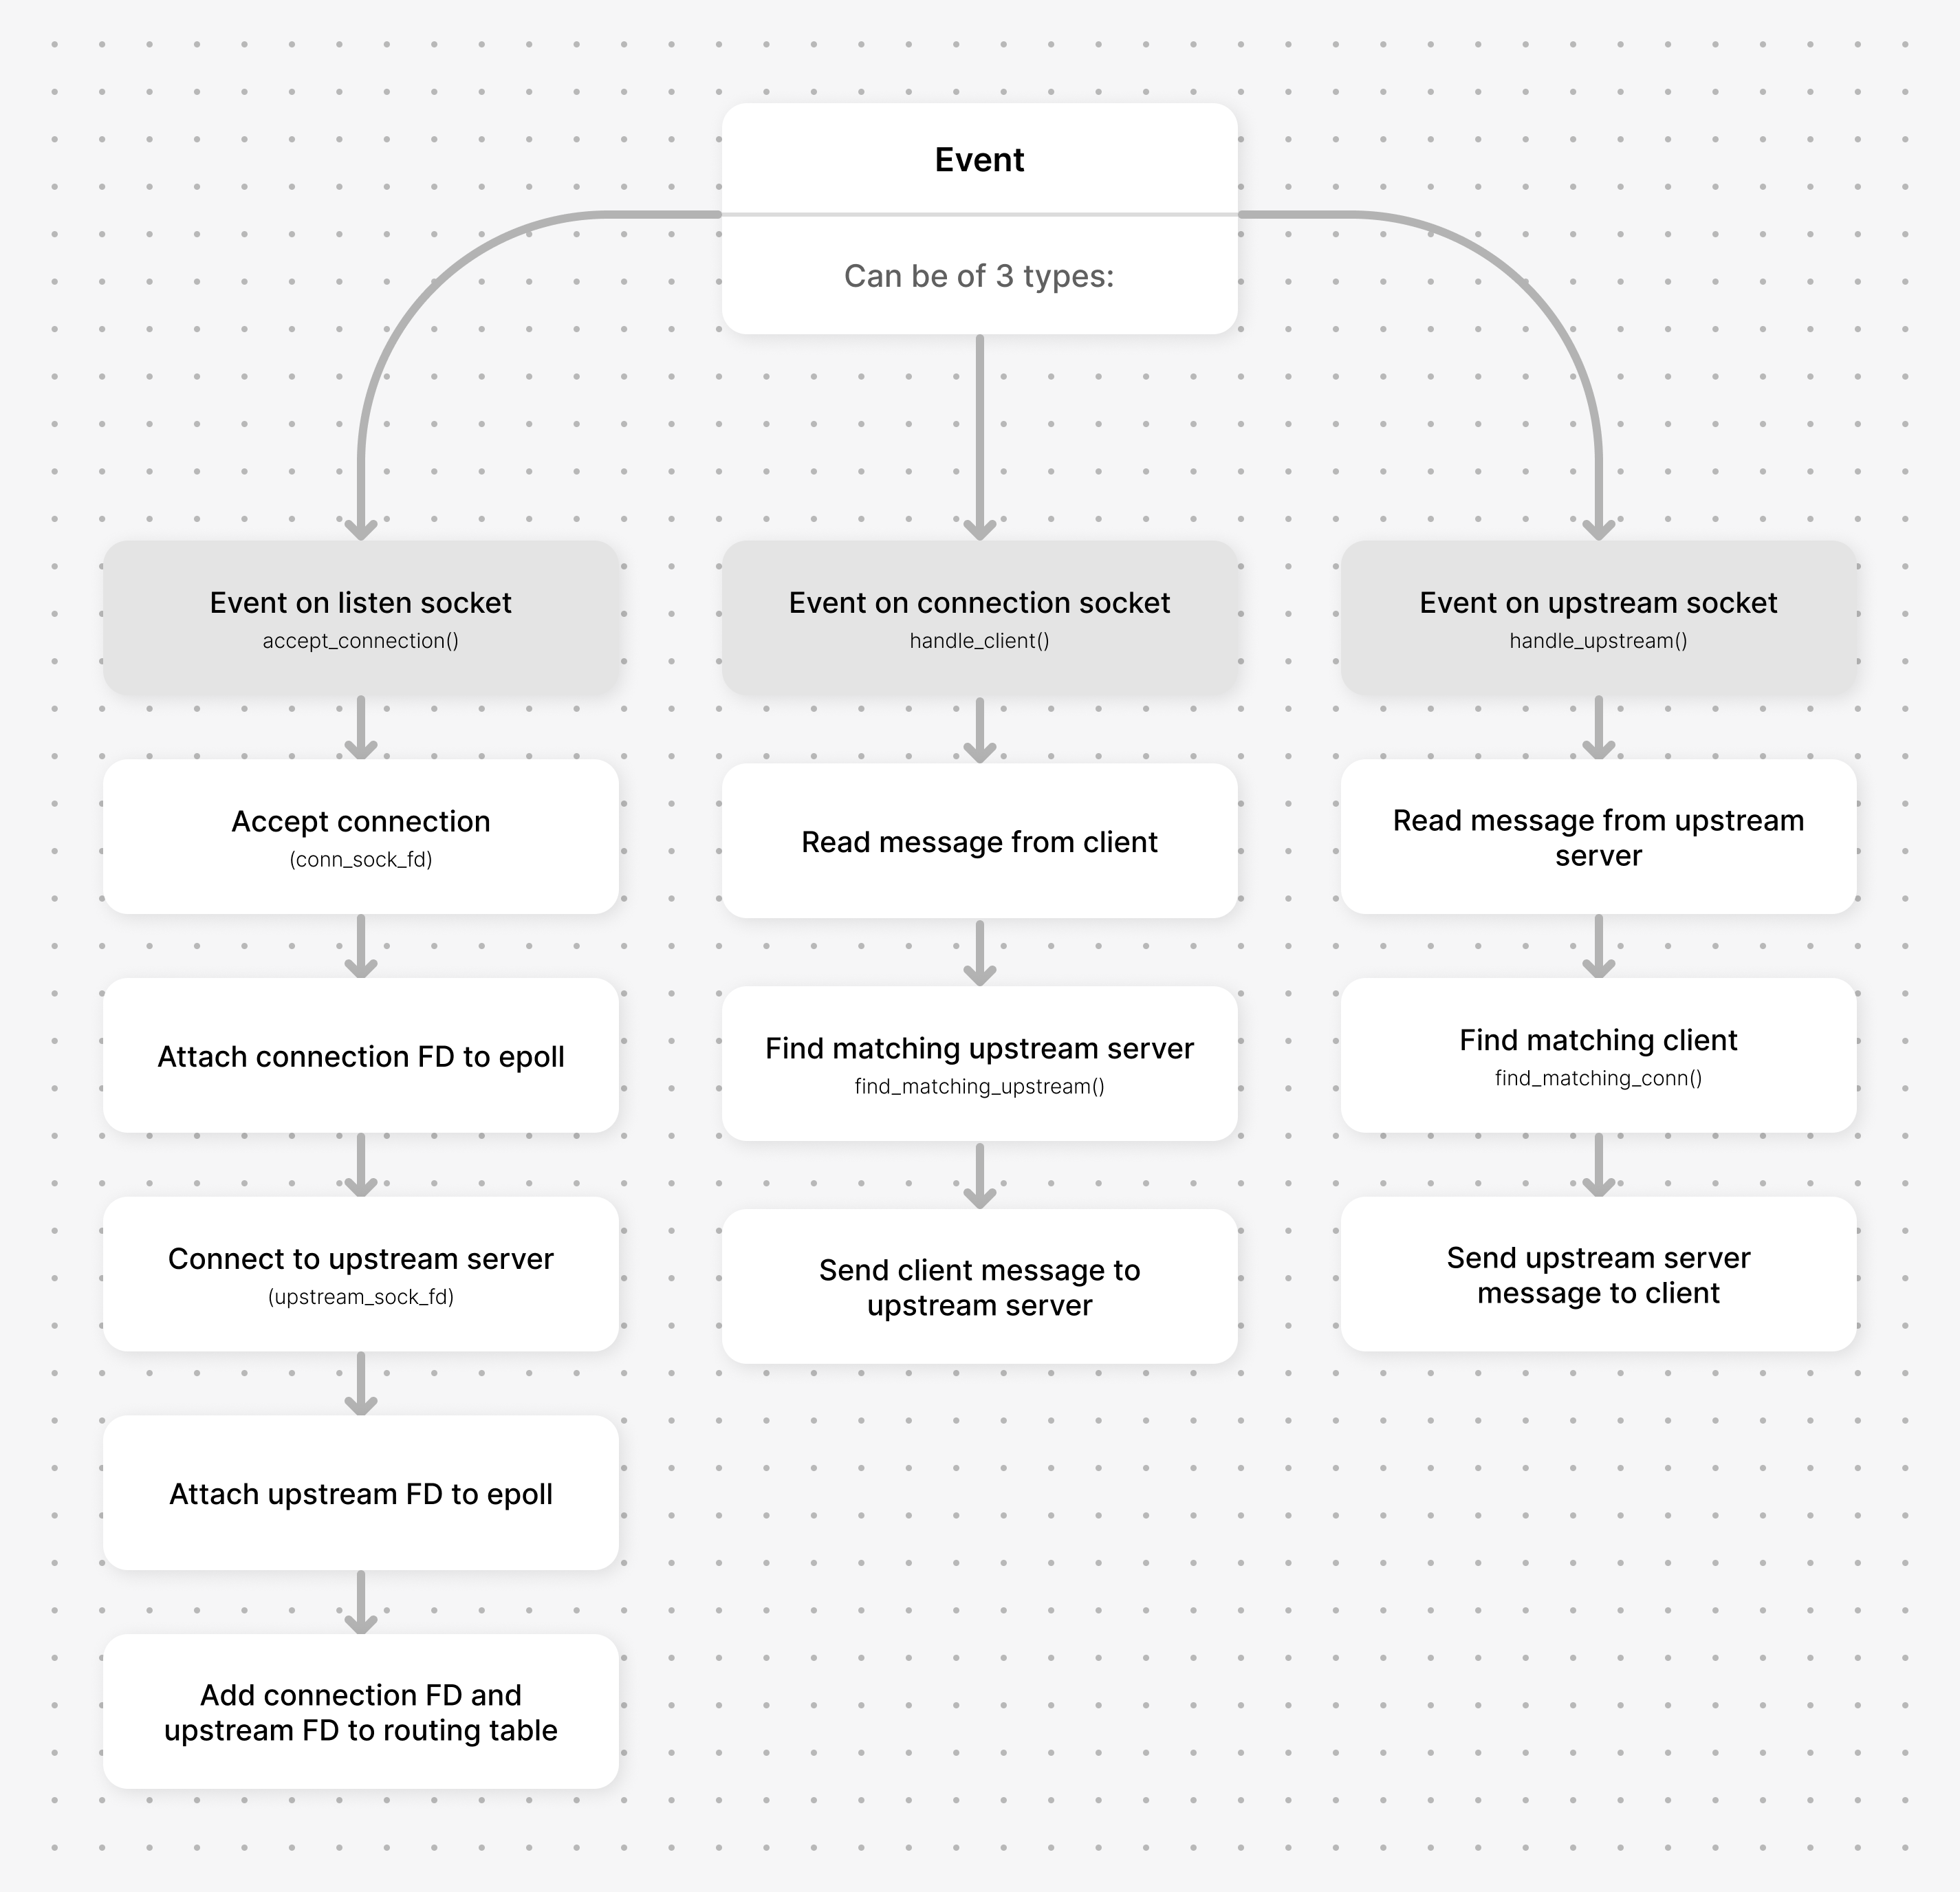 Event
Can be of 3 types:
Event on listen socket
accept_connection()
Accept connection
(conn_sock_fd)
Attach connection FD to epoll
Connect to upstream server
(upstream_sock_fd)
Attach upstream FD to epoll
Add connection FD and
upstream FD to routing table
Event on connection socket
handle_client()
Read message from client
Find matching upstream server
find_matching_upstream()
Send client message to
upstream server
Event on upstream socket
handle_upstream()
Read message from upstream
server
Find matching client
find_matching_conn()
Send upstream server
message to client